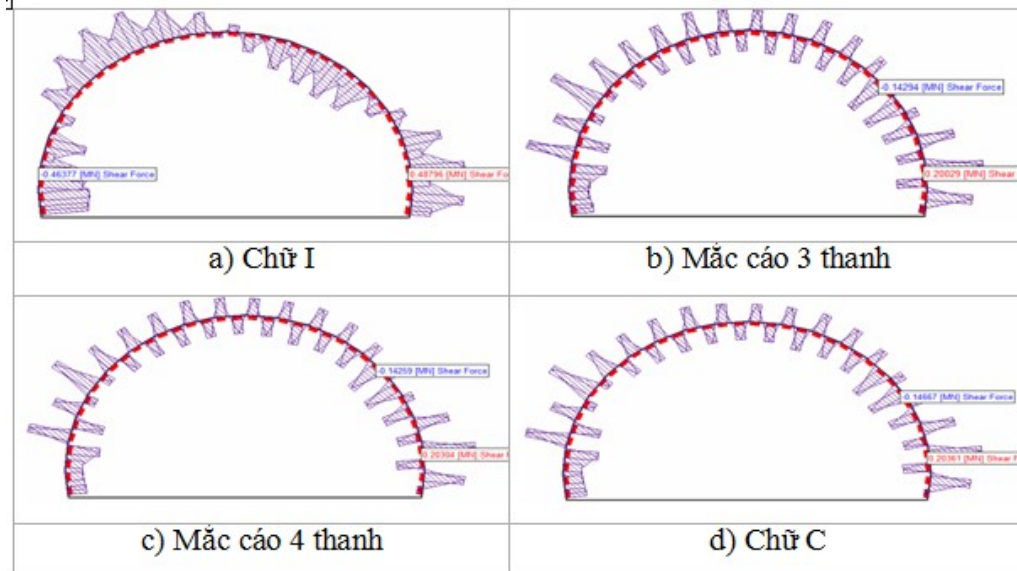 -0.46377 [MN] Shear Force
0.48796 [MN] Shear Fo
a) Chữ I
-0.14294 [MN] Shear Force
0.20029 [MN] Shear
b) Mắc cáo 3 thanh
-0.14259 [MN] Shear Force
0.20304 [MN] Shear
c) Mắc cáo 4 thanh
-0.14667 [MN] Shear Force
0.20361 [MN] Shear
d) Chữ C